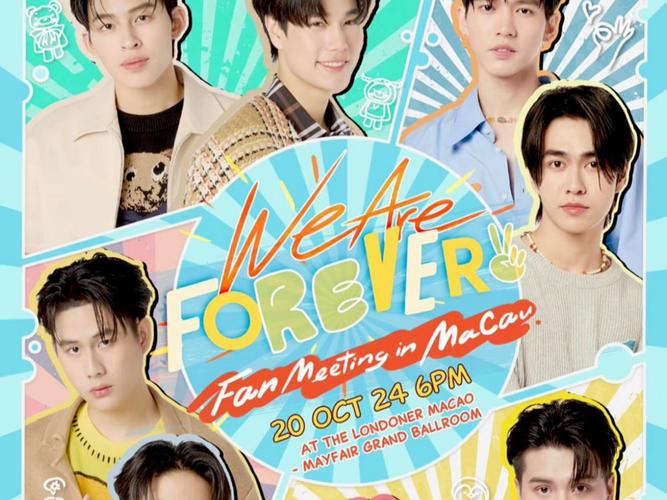 We Are
FOREVER
Fan Meeting in Macau
20 OCT 24 6PM
AT THE LONDONER MACAO
- MAYFAIR GRAND BALLROOM